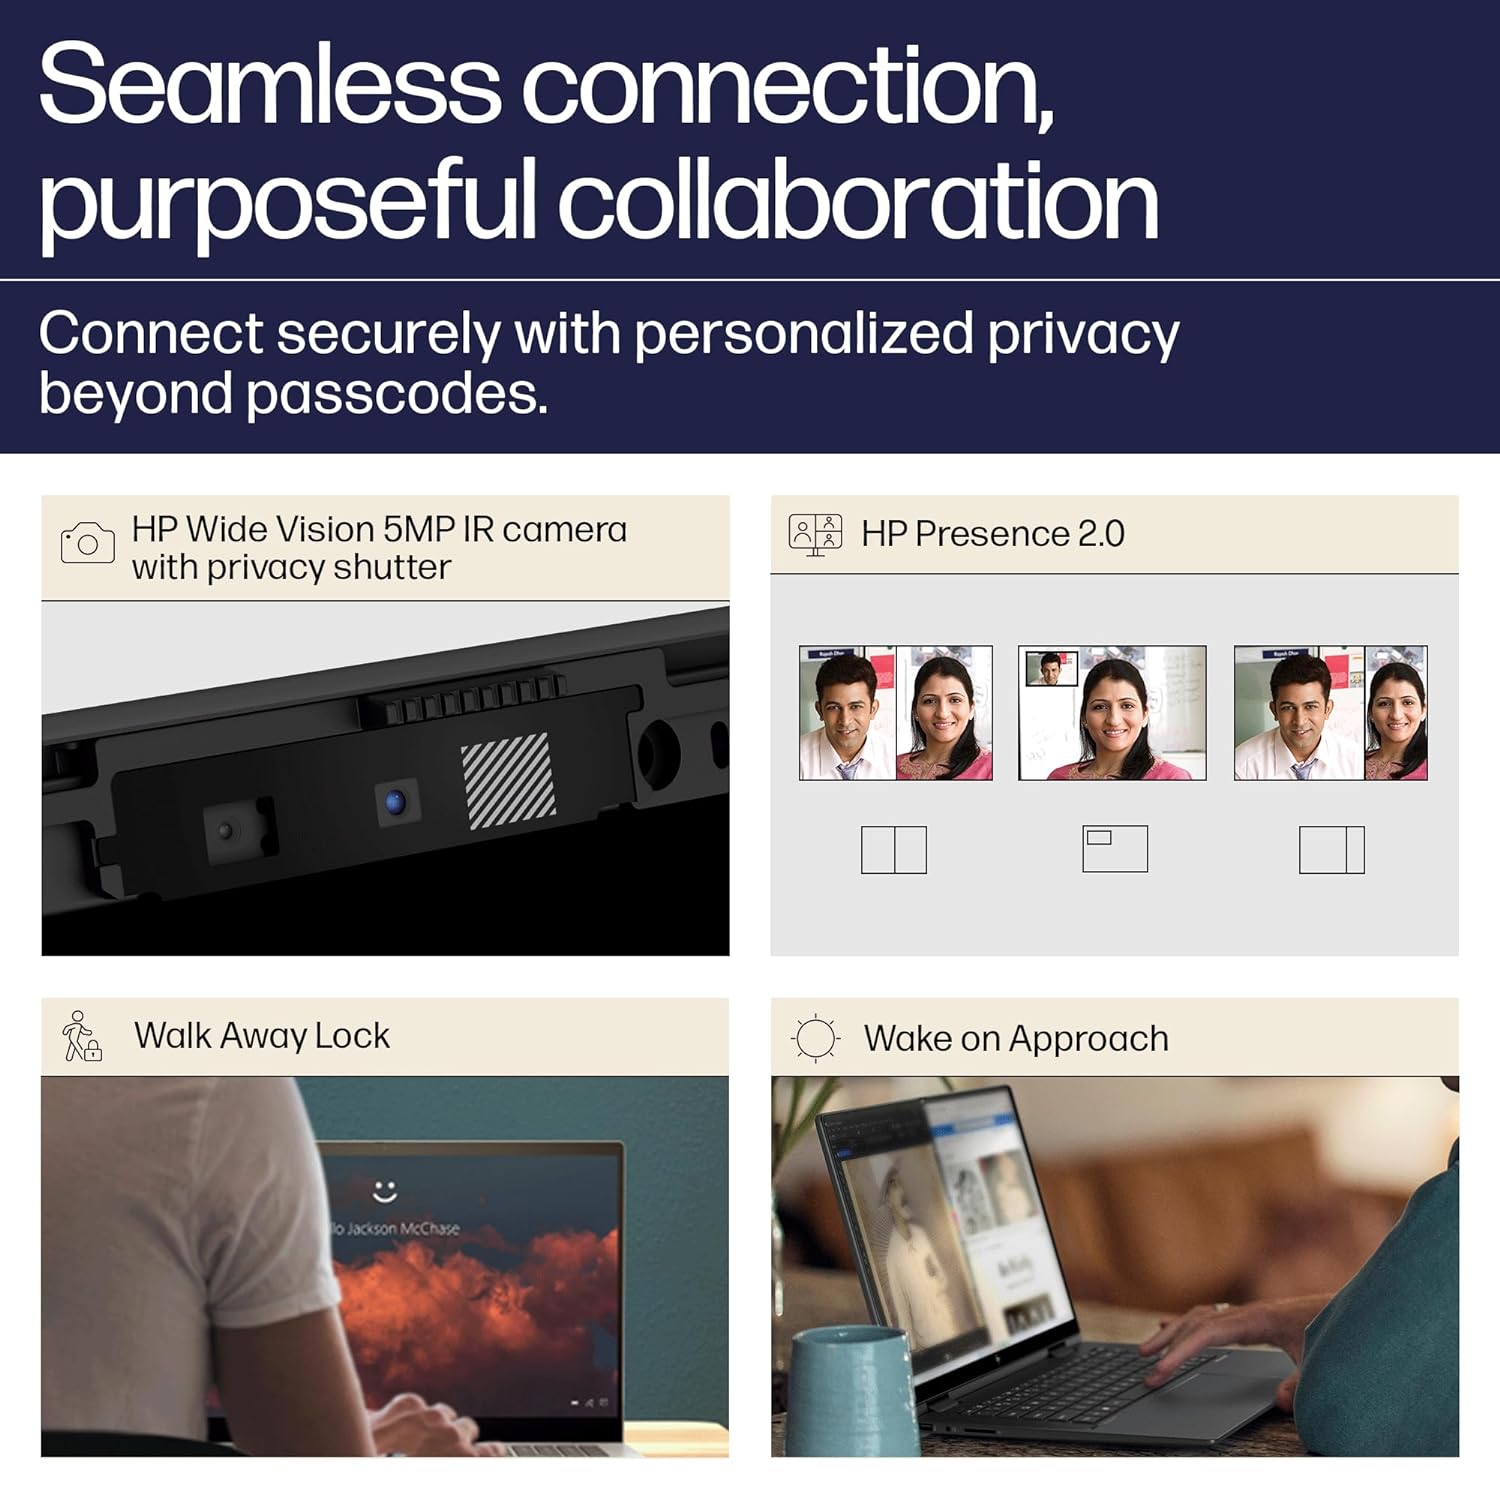 Seamless connection,
purposeful collaboration
Connect securely with personalized privacy
beyond passcodes.
HP Wide Vision 5MP IR camera
with privacy shutter
HP Presence 2.0
Walk Away Lock
lo Jackson McChase
Wake on Approach